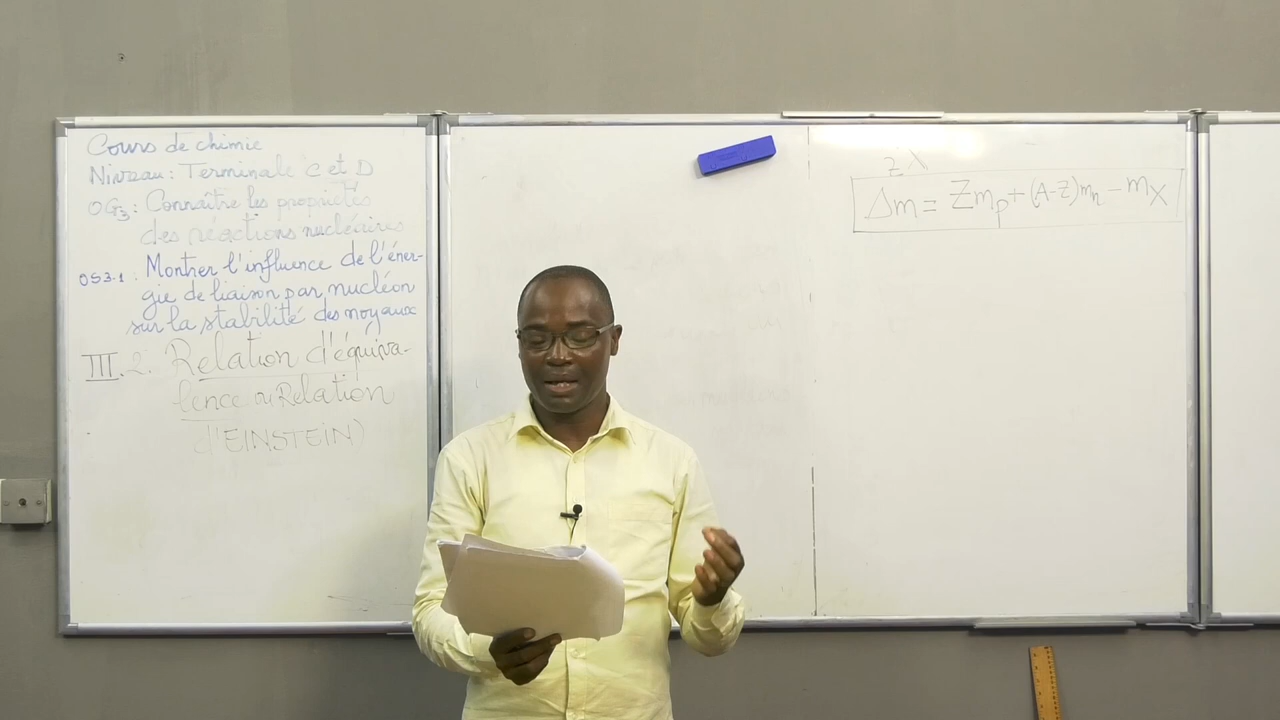 Cours de chimie
Niveau : Terminale C et D
OG3 : Connaître les propriétés
des réactions nucléaires
OS3.1 : Montrer l'influence de l'éner-
gie de liaison par nucléon
sur la stabilité des noyaux
III.2. Relation d'équiva-
lence ou Relation
d'EINSTEIN)
Δm = Zmp + (A-Z)mn - mX